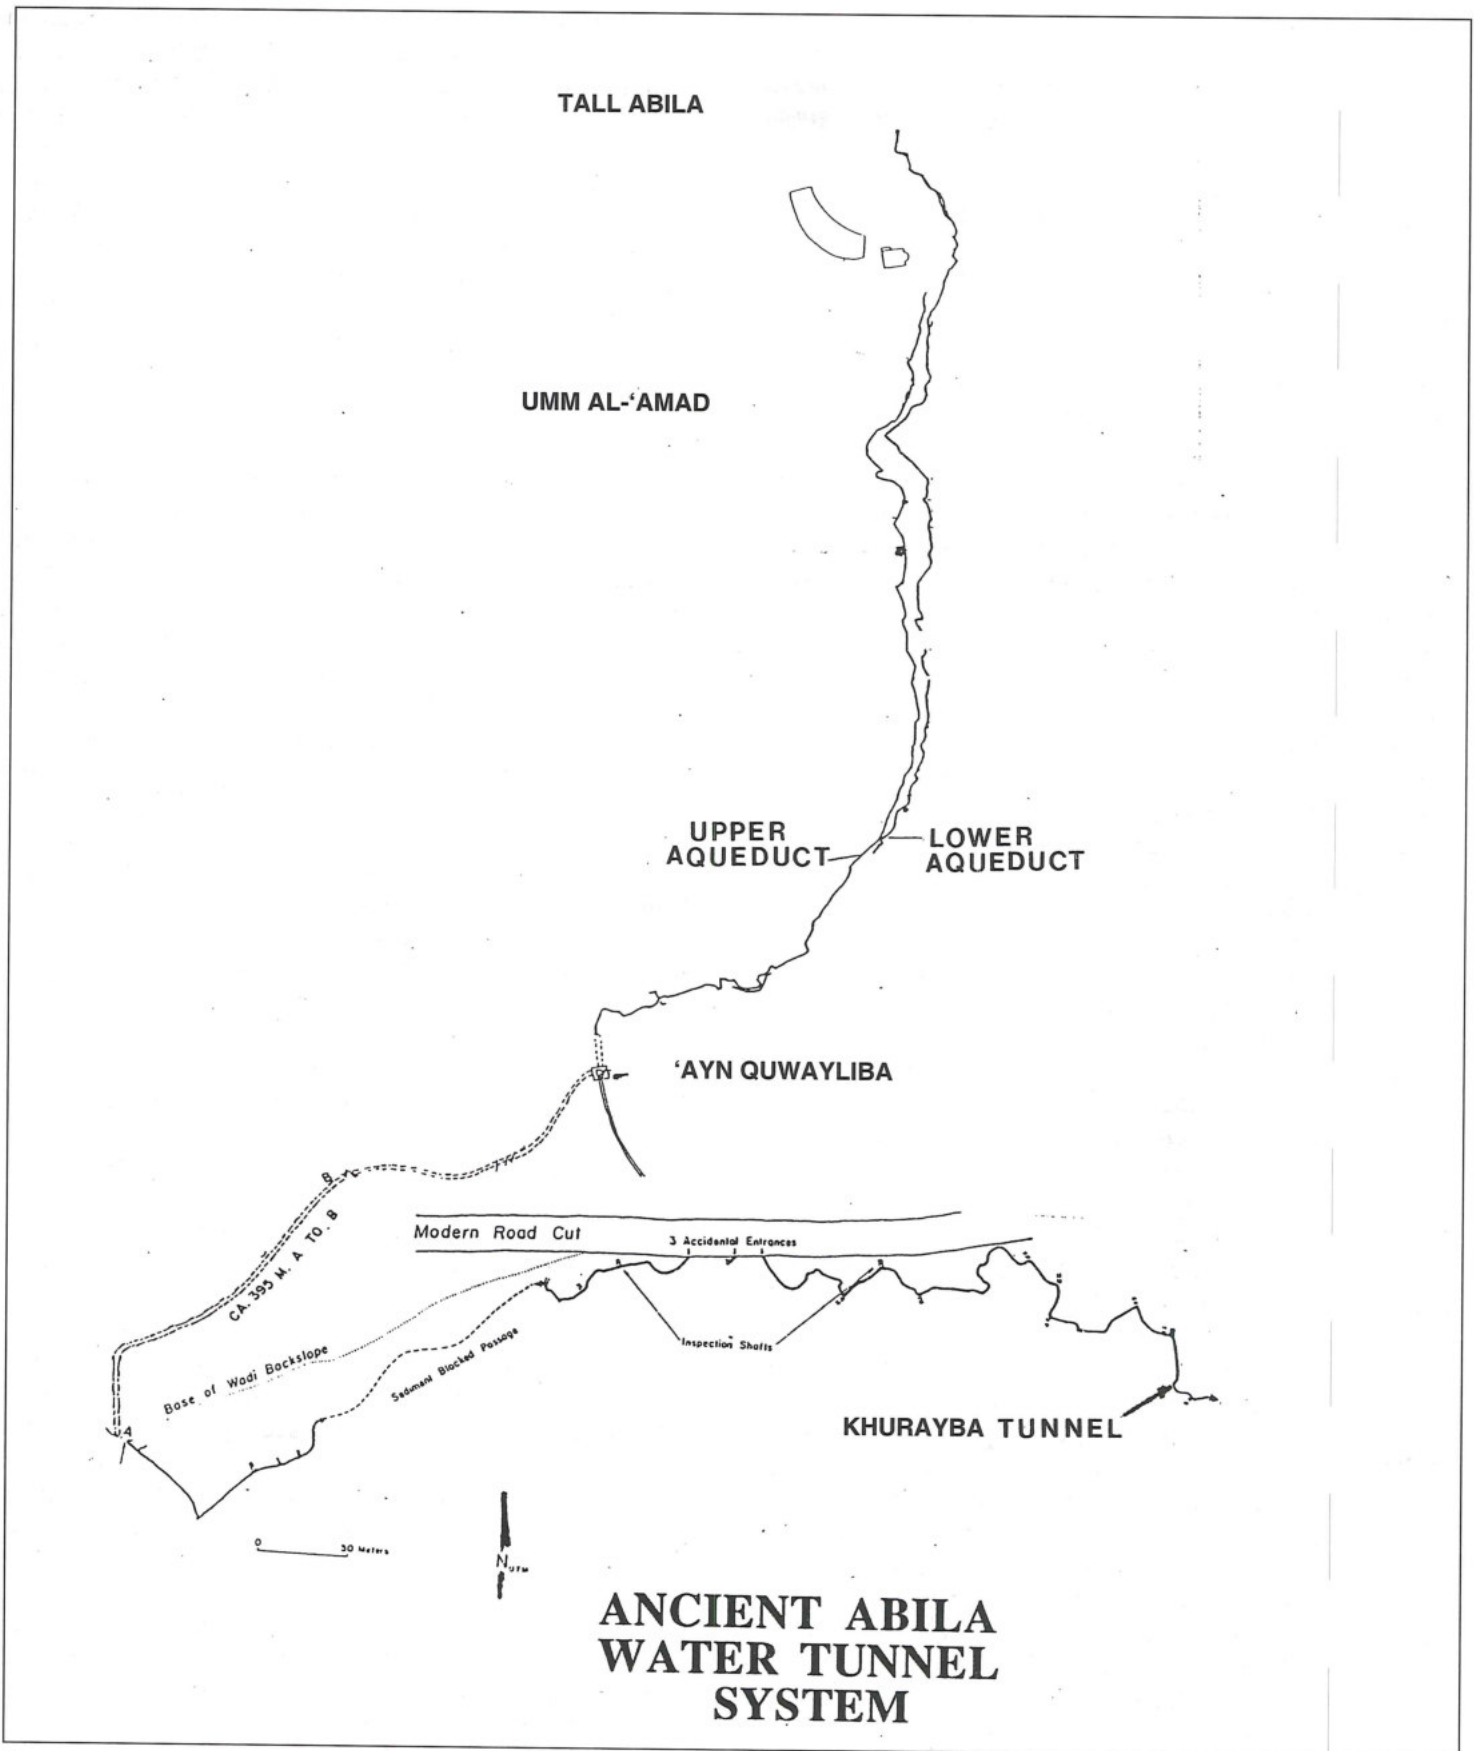 TALL ABILA
UMM AL-‘AMAD
UPPER
AQUEDUCT
LOWER
AQUEDUCT
‘AYN QUWAYLIBA
B
CA. 395 M. A TO. B
Modern Road Cut
3 Accidental Entrances
Inspection Shafts
Base of Wadi Backslope
Sediment Blocked Passage
A
KHURAYBA TUNNEL
0
30 Meters
N UTM
ANCIENT ABILA
WATER TUNNEL
SYSTEM